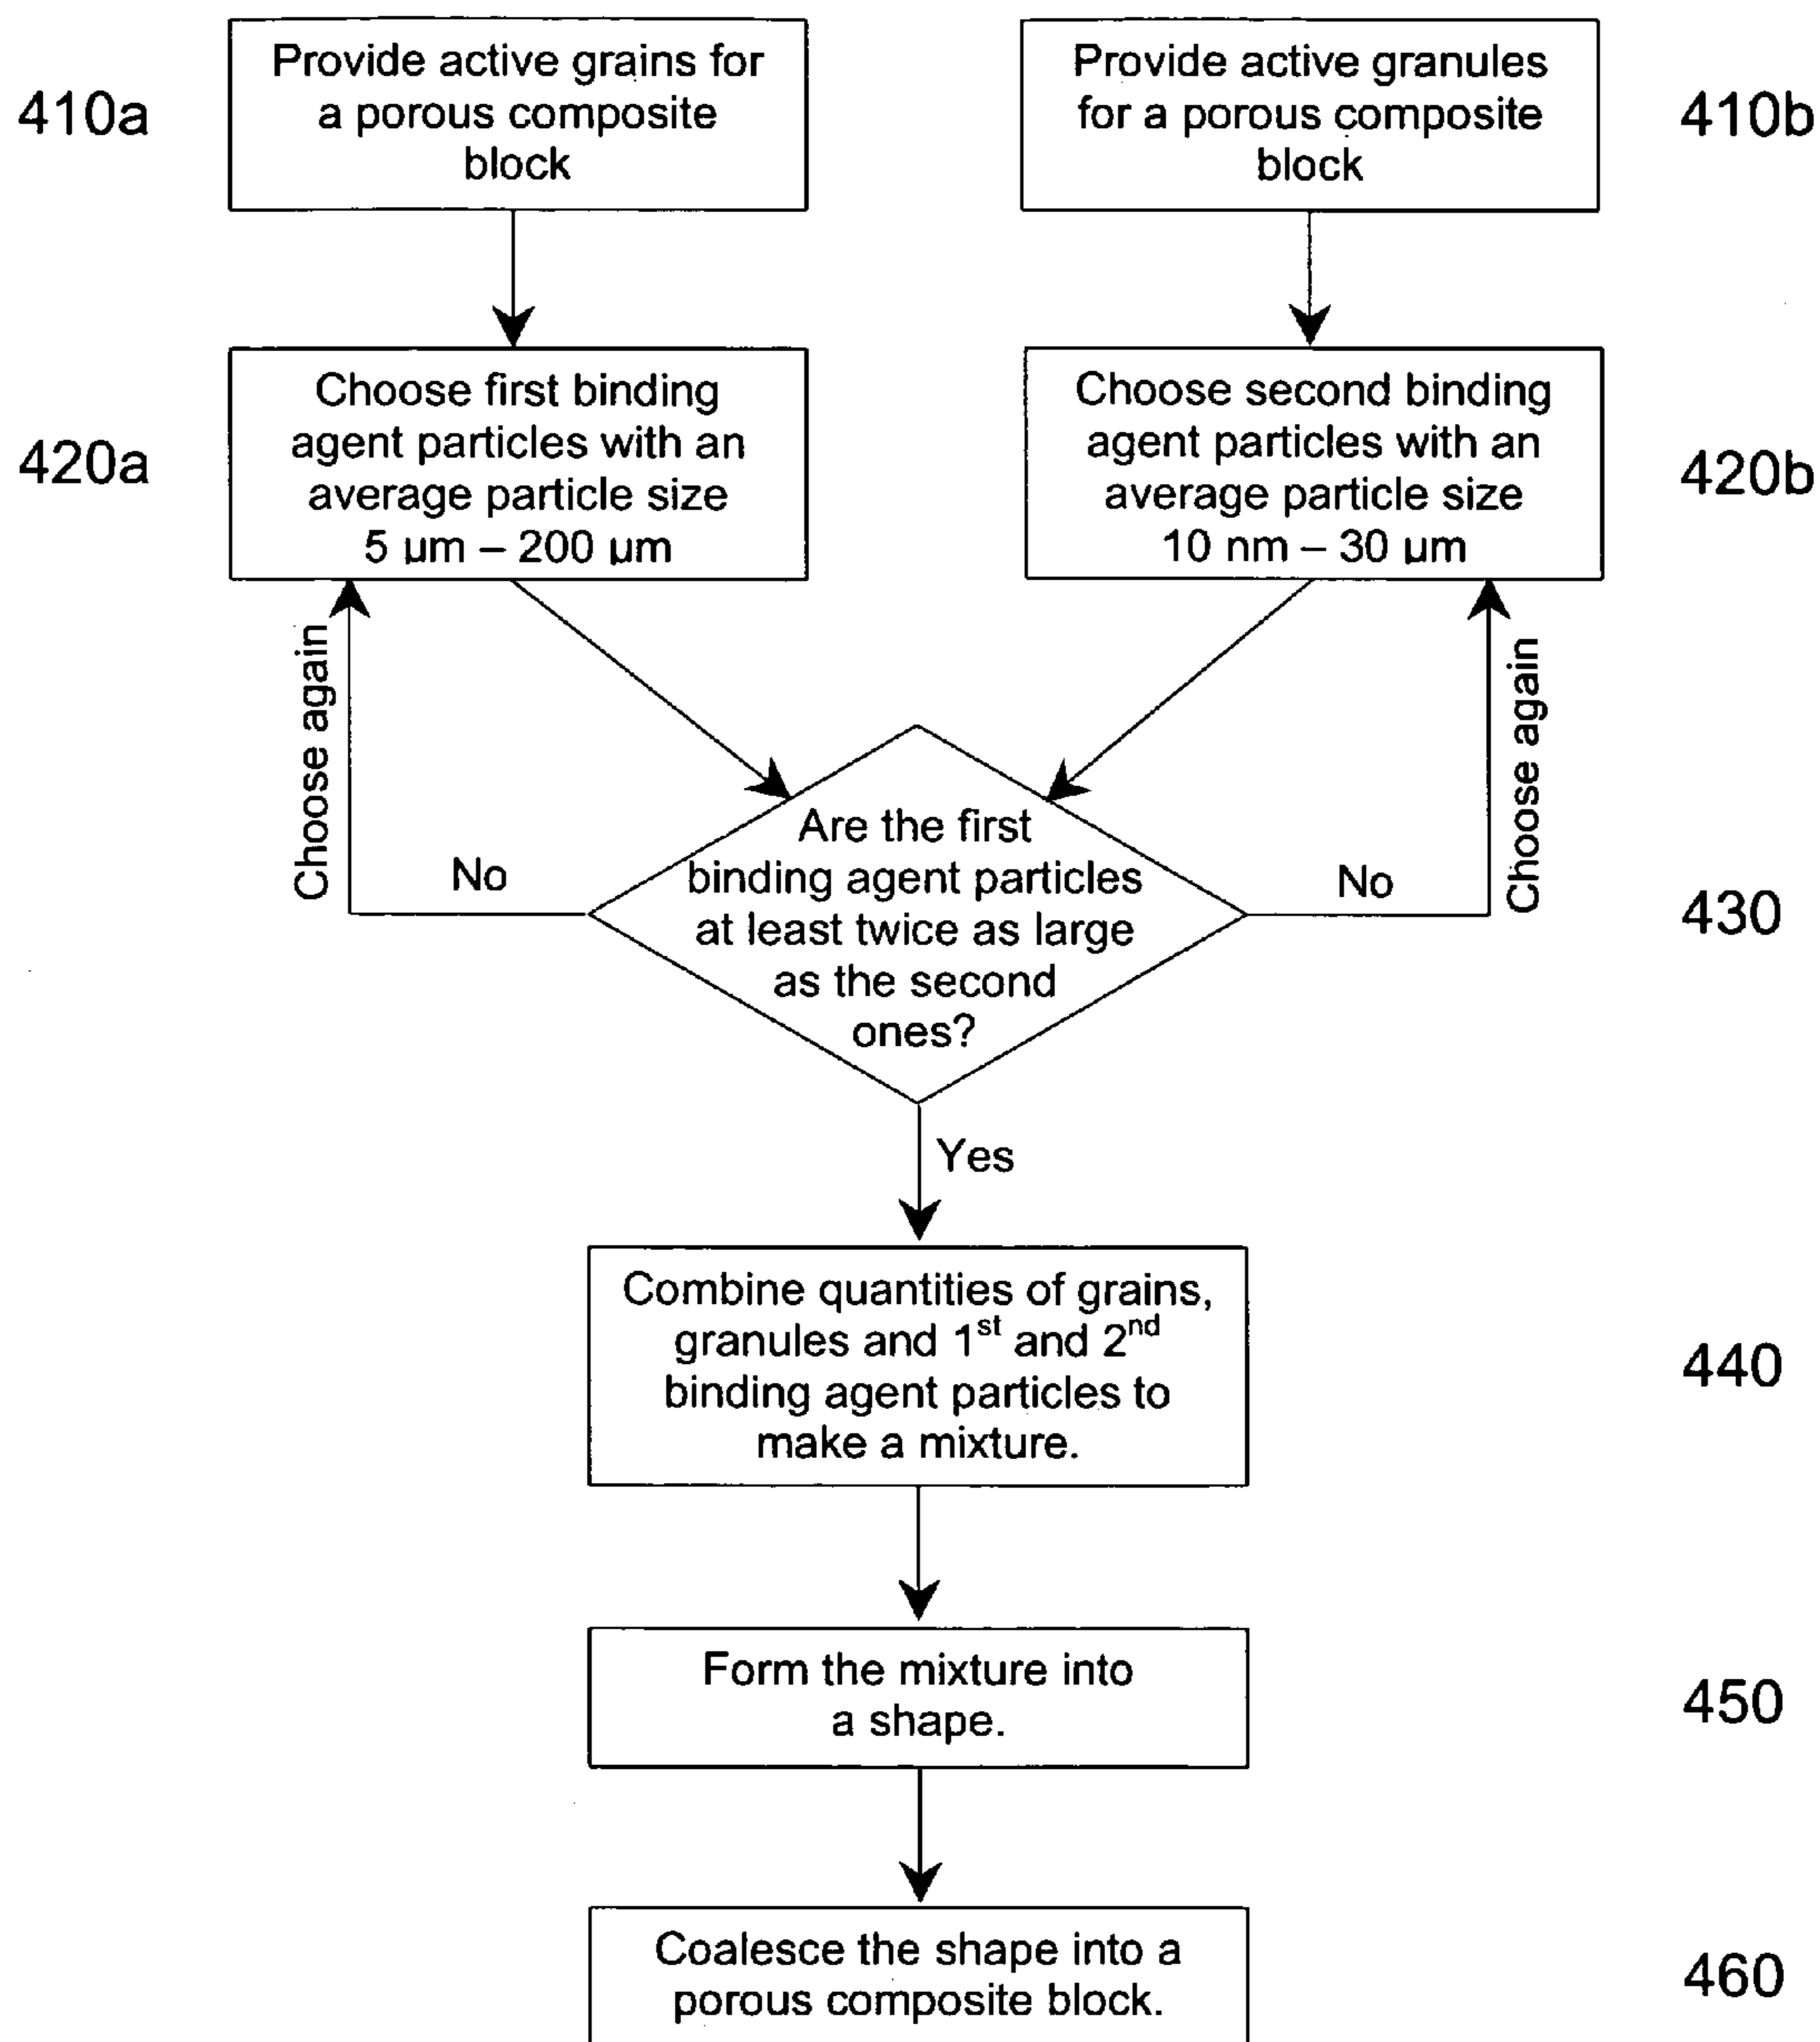 410a
Provide active grains for
a porous composite
block
Provide active granules
for a porous composite
block
410b
420a
Choose first binding
agent particles with an
average particle size
5 µm – 200 µm
Choose second binding
agent particles with an
average particle size
10 nm – 30 µm
420b
Choose again
No
Are the first
binding agent particles
at least twice as large
as the second
ones?
No
Choose again
430
Yes
Combine quantities of grains,
granules and 1st and 2nd
binding agent particles to
make a mixture.
440
Form the mixture into
a shape.
450
Coalesce the shape into a
porous composite block.
460